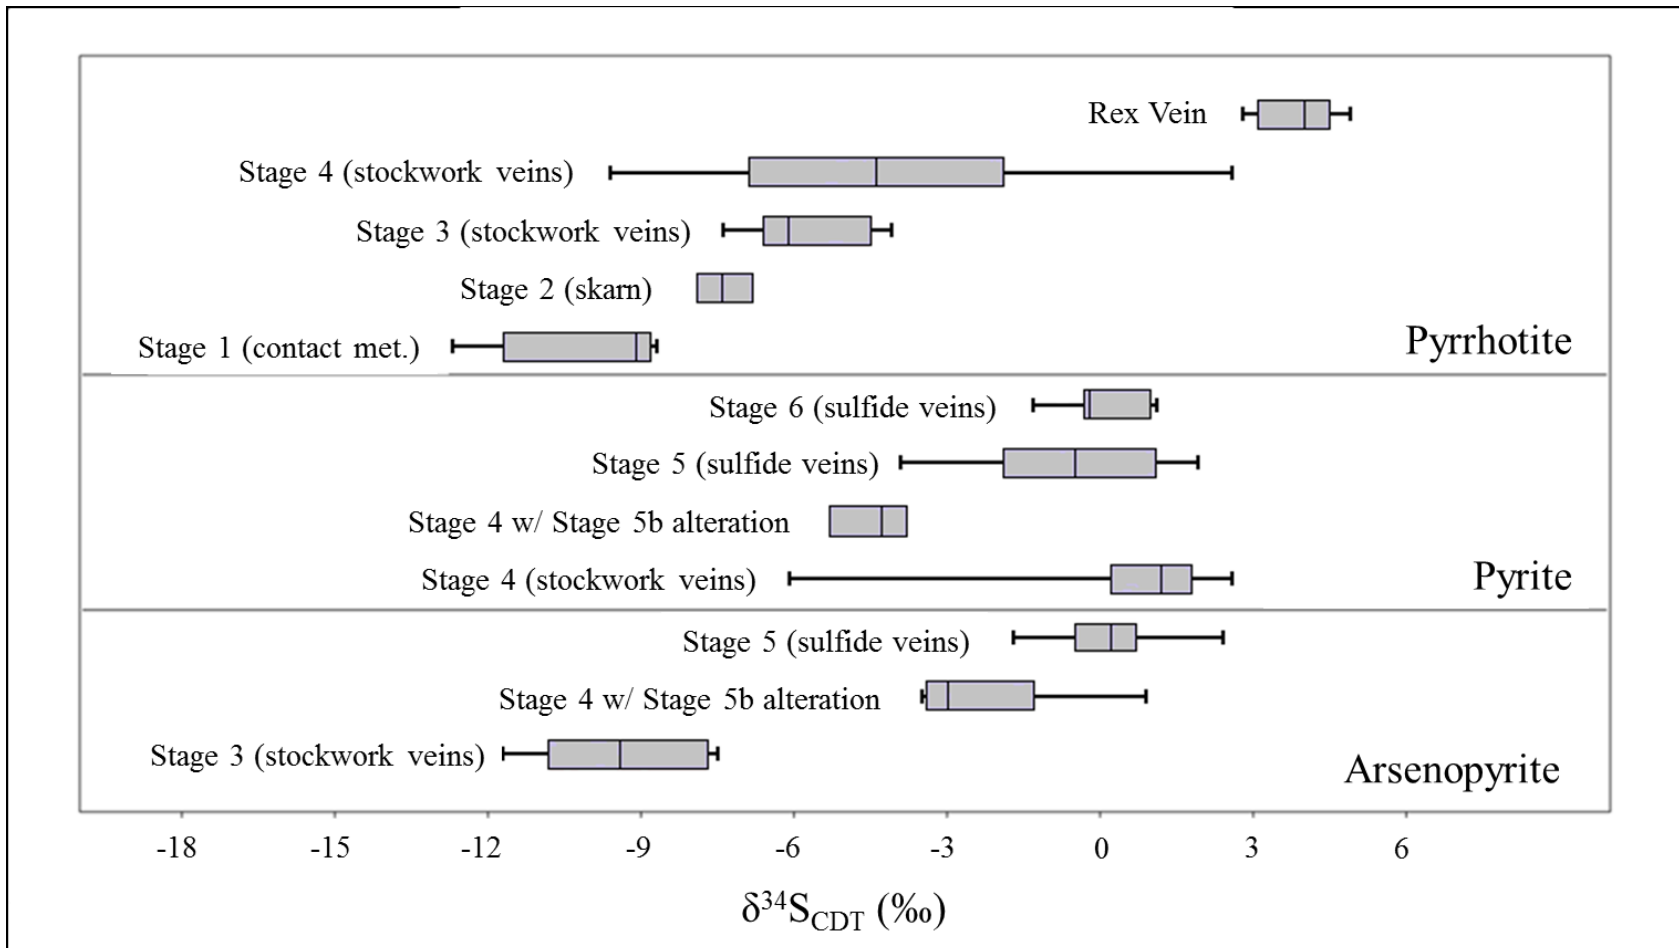 Rex Vein
Stage 4 (stockwork veins)
Stage 3 (stockwork veins)
Stage 2 (skarn)
Stage 1 (contact met.)
Pyrrhotite
Stage 6 (sulfide veins)
Stage 5 (sulfide veins)
Stage 4 w/ Stage 5b alteration
Stage 4 (stockwork veins)
Pyrite
Stage 5 (sulfide veins)
Stage 4 w/ Stage 5b alteration
Stage 3 (stockwork veins)
Arsenopyrite
-18 -15 -12 -9 -6 -3 0 3 6
δ³⁴S_CDT (‰)